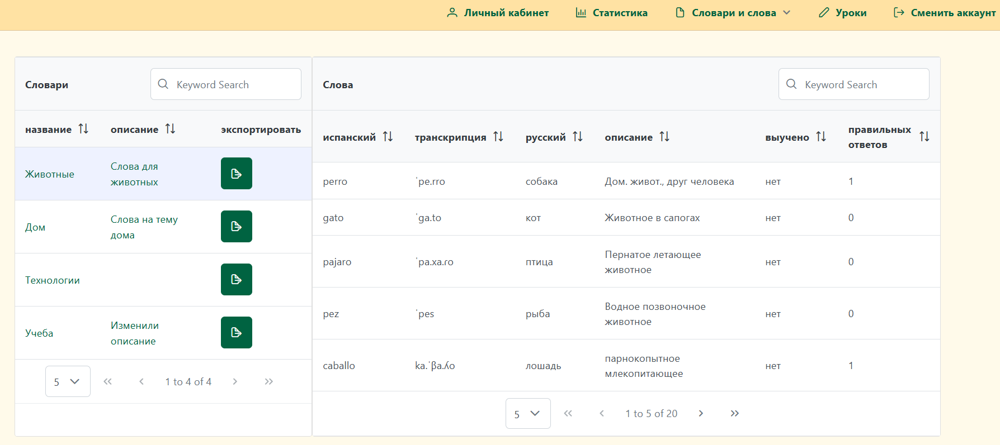 Личный кабинет Статистика Словари и слова Уроки Сменить аккаунт
Словари Keyword Search
название описание экспортировать
Животные Слова для
животных
Дом Слова на тему
дома
Технологии
Учеба Изменили
описание
5 1 to 4 of 4
Слова Keyword Search
испанский транскрипция русский описание выучено правильных
ответов
perro ˈpe.rro собака Дом. живот., друг человека нет 1
gato ˈga.to кот Животное в сапогах нет 0
pajaro ˈpa.xa.ɾo птица Пернатое летающее
животное нет 0
pez ˈpes рыба Водное позвоночное
животное нет 0
caballo ka.ˈβa.ʎo лошадь парнокопытное
млекопитающее нет 1
5 1 to 5 of 20